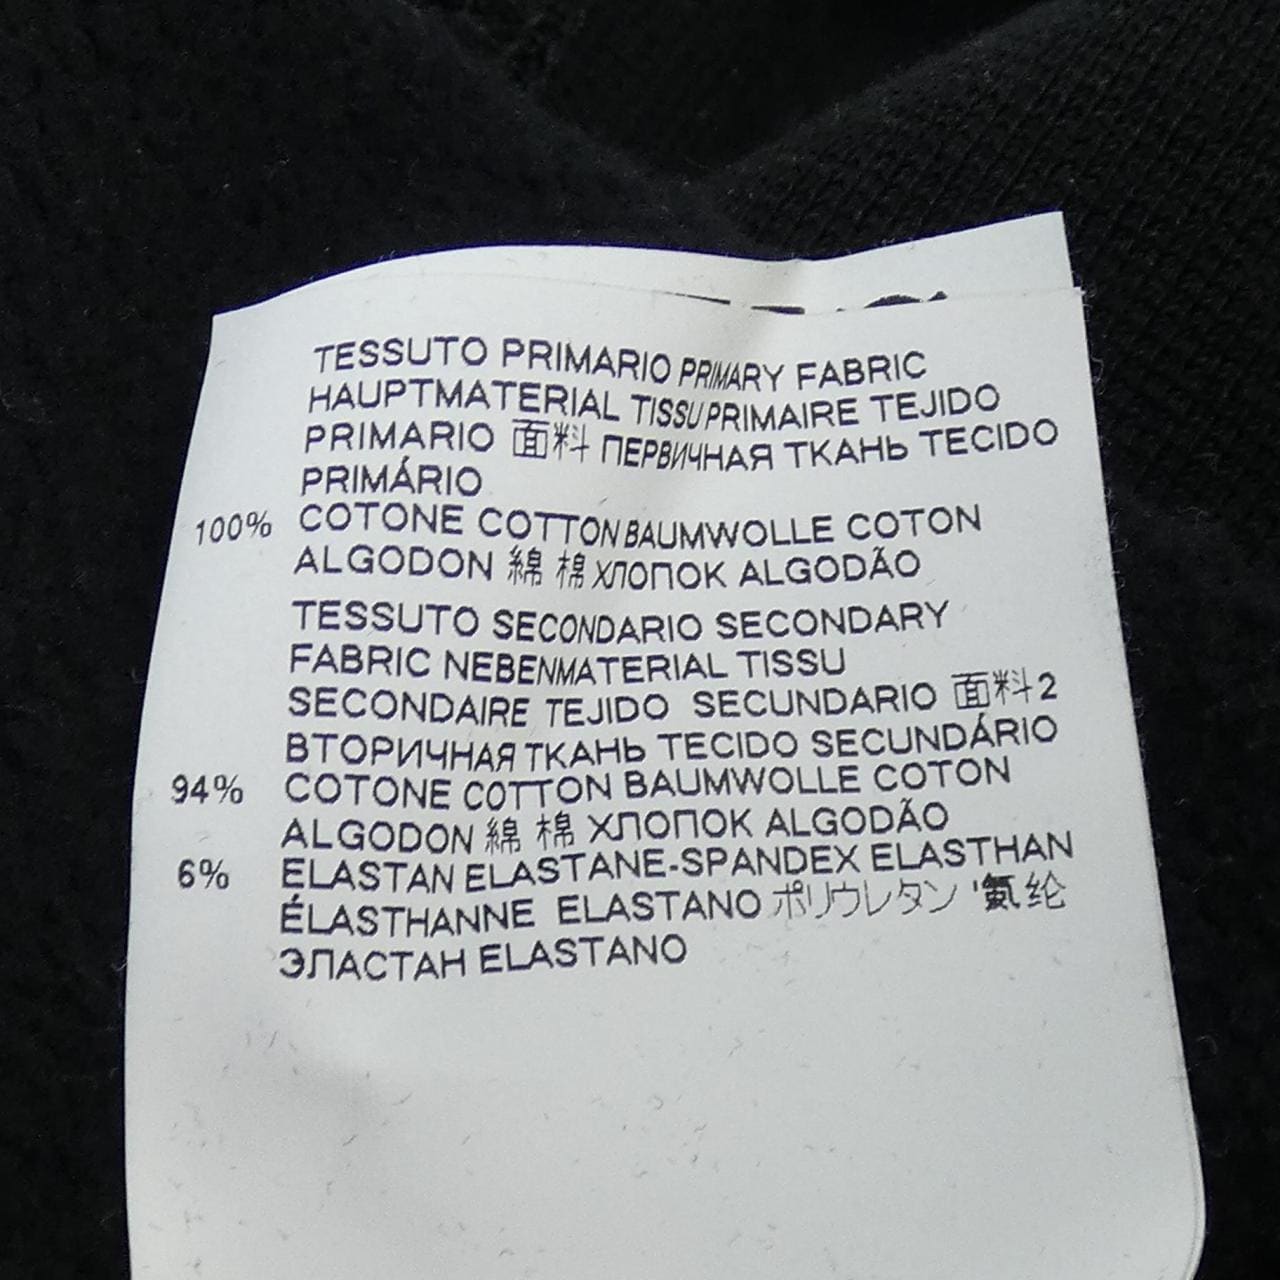 TESSUTO PRIMARIO PRIMARY FABRIC
HAUPTMATERIAL TISSU PRIMAIRE TEJIDO
PRIMARIO 面料 ПЕРВИЧНАЯ ТКАНЬ TECIDO
PRIMÁRIO
100% COTONE COTTON BAUMWOLLE COTON
ALGODON 綿 棉 ХЛОПОК ALGODÃO
TESSUTO SECONDARIO SECONDARY
FABRIC NEBENMATERIAL TISSU
SECONDAIRE TEJIDO SECUNDARIO 面料2
ВТОРИЧНАЯ ТКАНЬ TECIDO SECUNDÁRIO
94% COTONE COTTON BAUMWOLLE COTON
ALGODON 綿 棉 ХЛОПОК ALGODÃO
6% ELASTAN ELASTANE-SPANDEX ELASTHAN
ÉLASTHANNE ELASTANO ポリウレタン '氨纶
ЭЛАСТАН ELASTANO